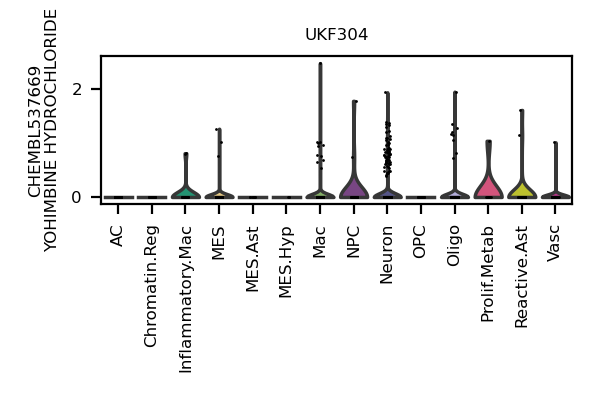 UKF304
CHEMBL537669
YOHIMBINE HYDROCHLORIDE
2
0
AC
Chromatin.Reg
Inflammatory.Mac
MES
MES.Ast
MES.Hyp
Mac
NPC
Neuron
OPC
Oligo
Prolif.Metab
Reactive.Ast
Vasc